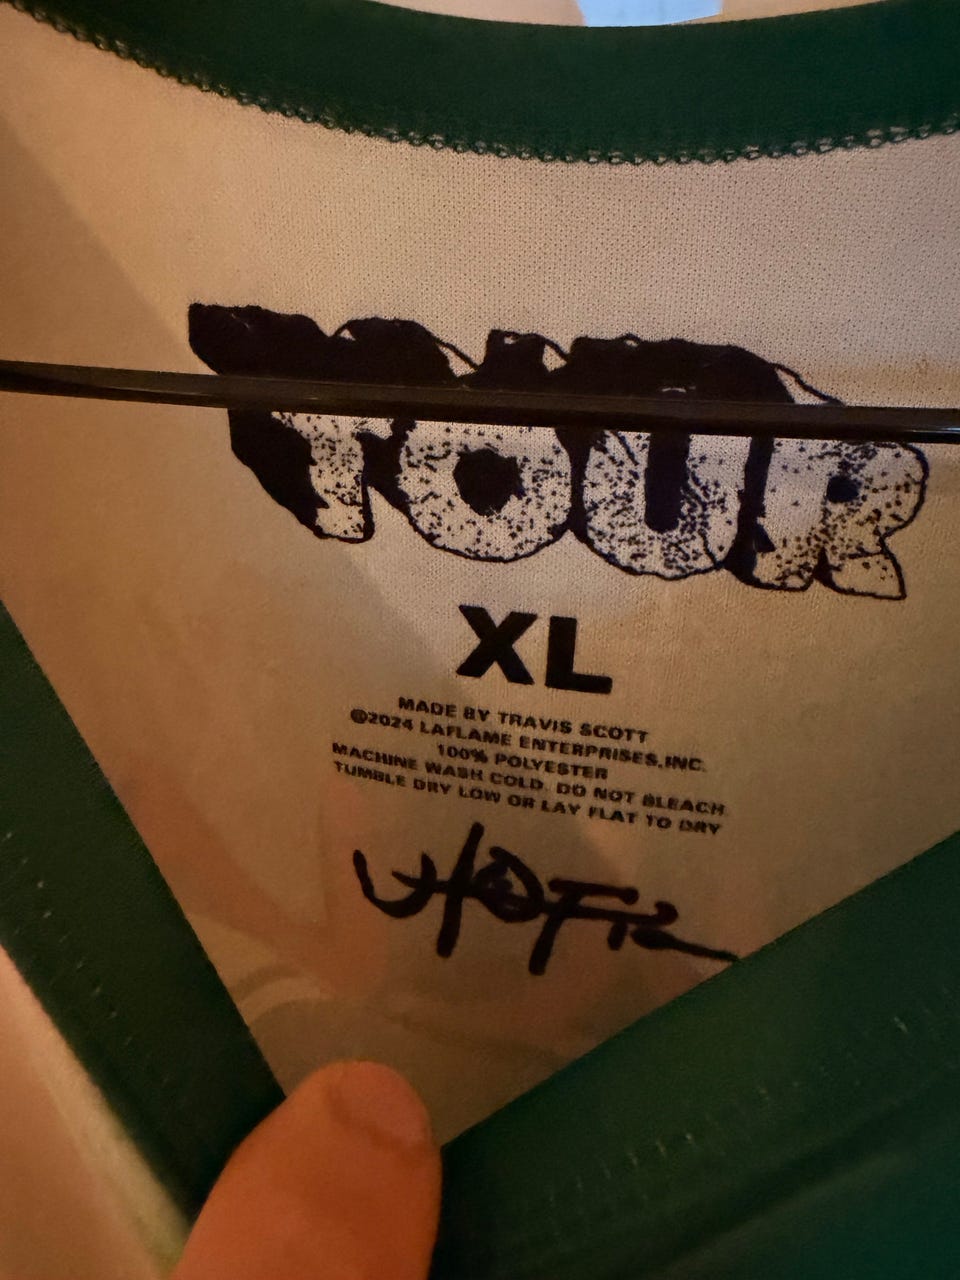 TOUR
XL
MADE BY TRAVIS SCOTT
©2024 LAFLAME ENTERPRISES, INC.
100% POLYESTER
MACHINE WASH COLD. DO NOT BLEACH
TUMBLE DRY LOW OR LAY FLAT TO DRY